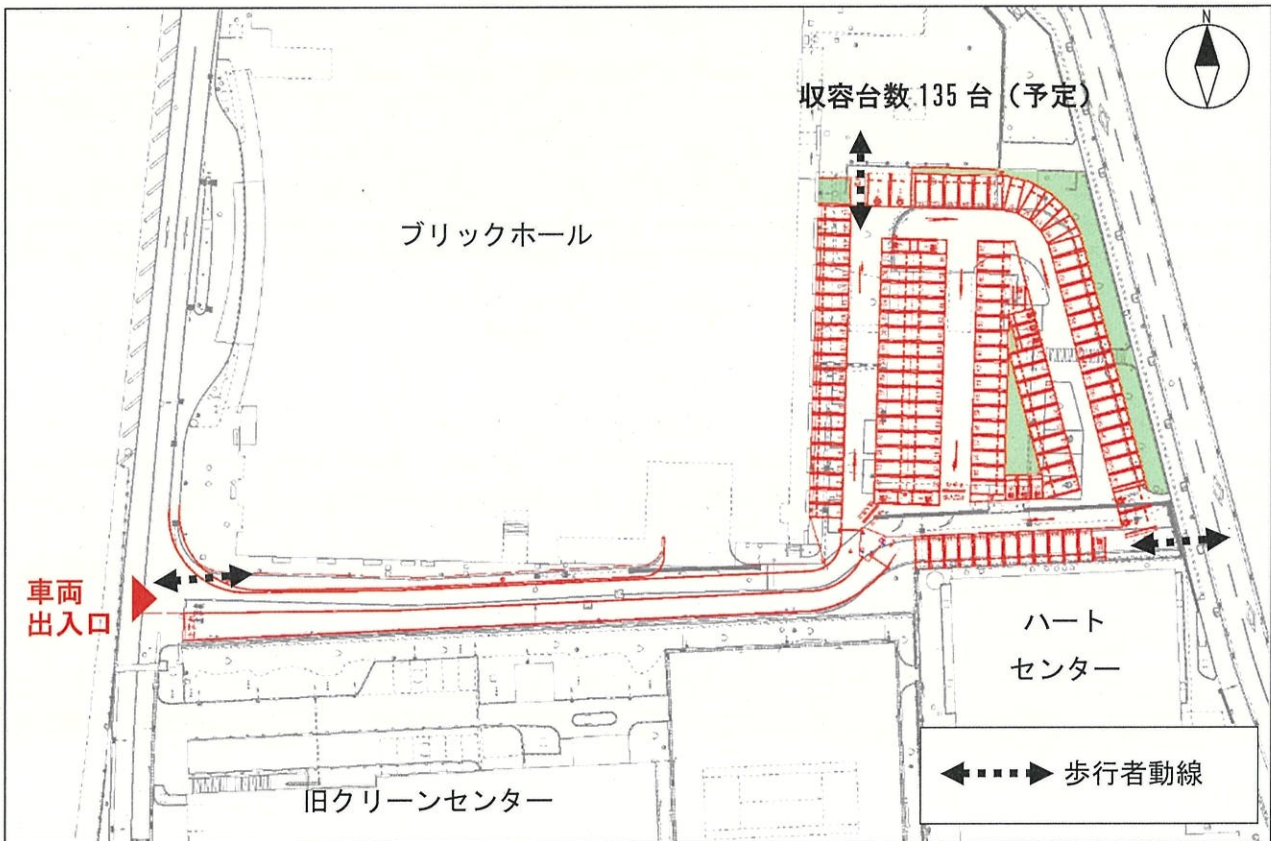 N
収容台数 135 台（予定）
ブリックホール
車両
出入口
ハート
センター
歩行者動線
旧クリーンセンター